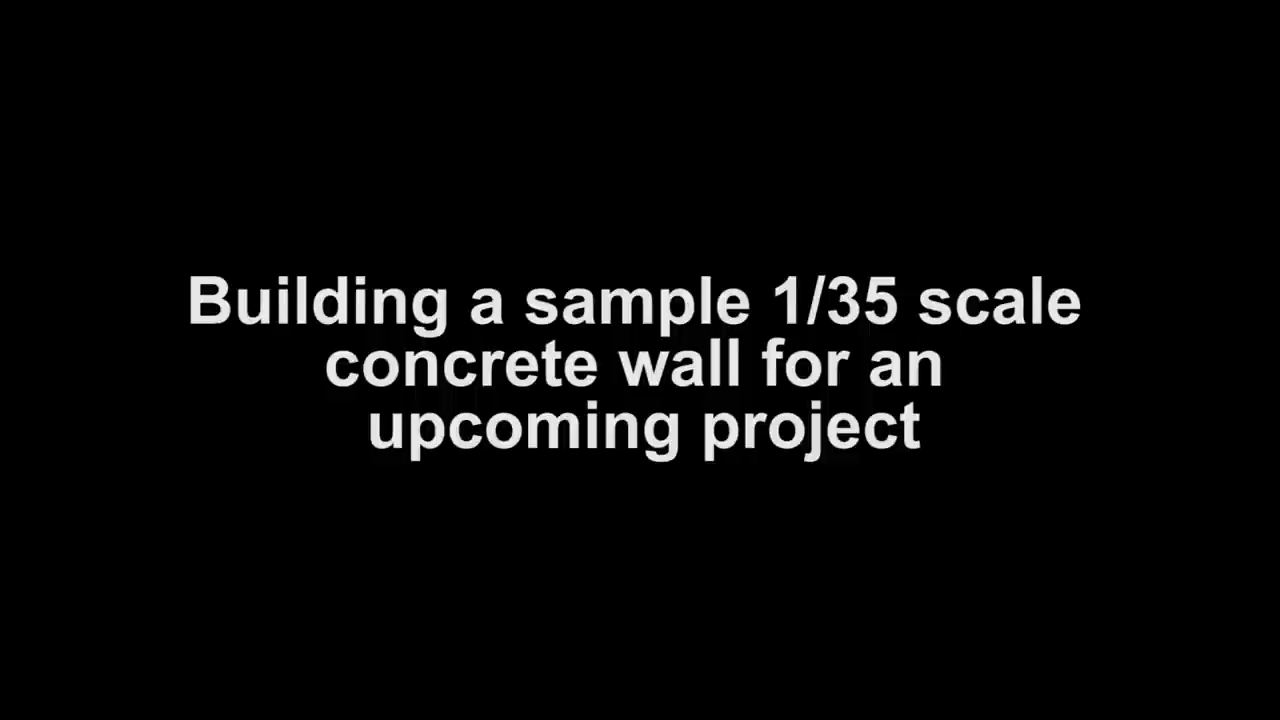 Building a sample 1/35 scale
concrete wall for an
upcoming project